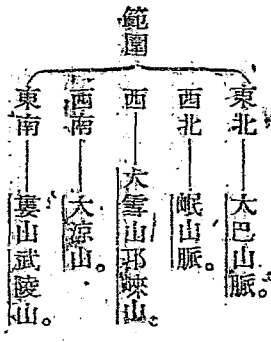 範圍
東北——大巴山脈。
西北——岷山脈。
西——大雪山邛崍山。
西南——大涼山。
東南——婁山武陵山。